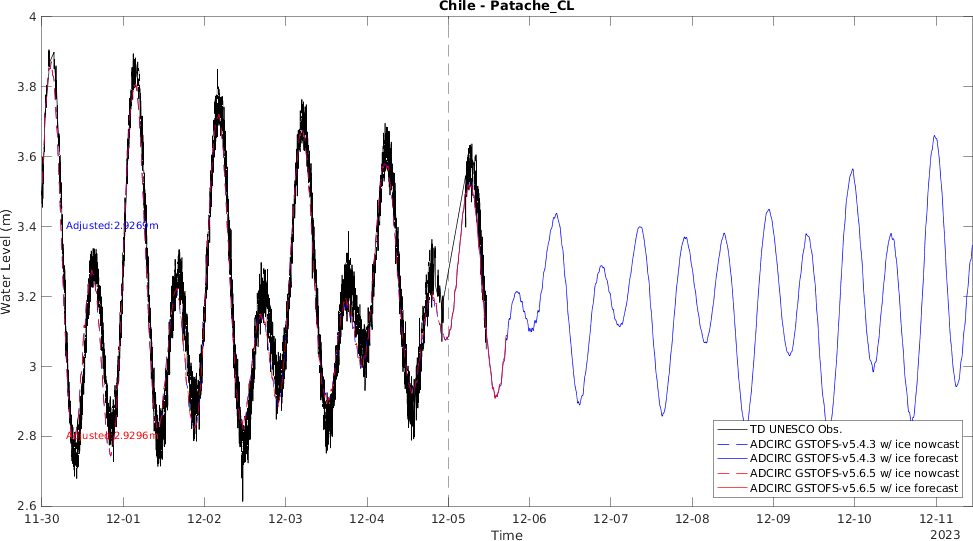 Chile - Patache_CL
4
3.8
3.6
3.4
3.2
3
2.8
2.6
Water Level (m)
Adjusted:2.9269m
Adjusted:2.9296m
TD UNESCO Obs.
ADCIRC GSTOFS-v5.4.3 w/ ice nowcast
ADCIRC GSTOFS-v5.4.3 w/ ice forecast
ADCIRC GSTOFS-v5.6.5 w/ ice nowcast
ADCIRC GSTOFS-v5.6.5 w/ ice forecast
11-30 12-01 12-02 12-03 12-04 12-05 12-06 12-07 12-08 12-09 12-10 12-11
2023
Time